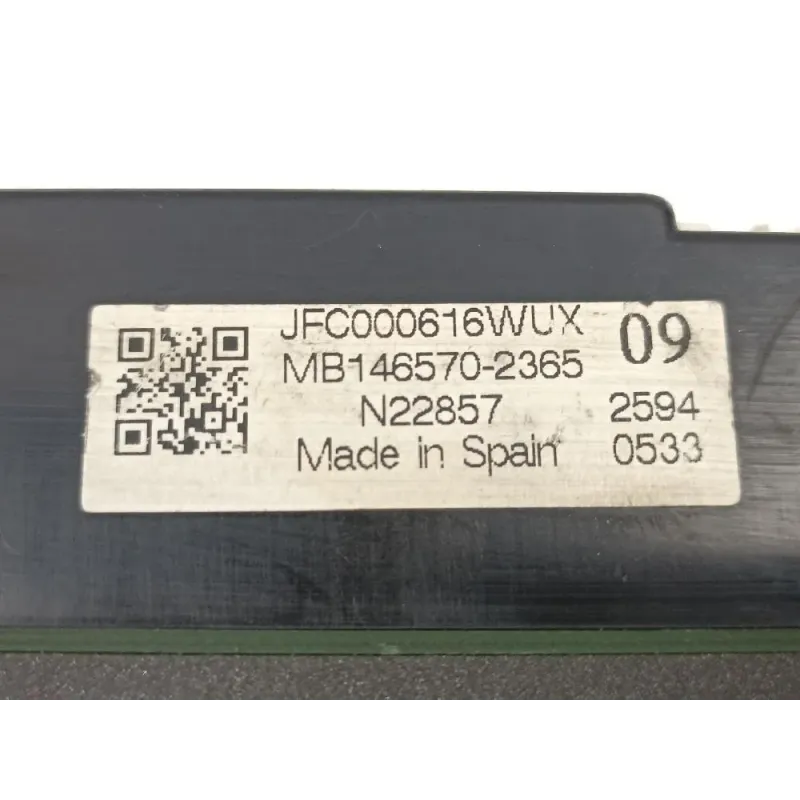 JFC000616WUX 09
MB146570-2365
N22857 2594
Made in Spain 0533